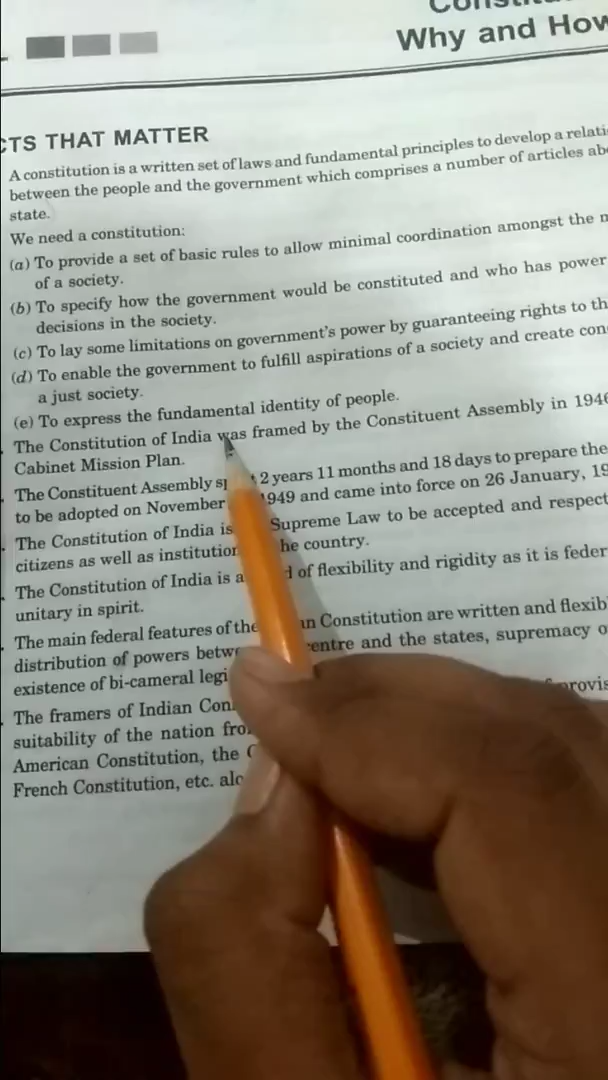 Why and How
CTS THAT MATTER
A constitution is a written set of laws and fundamental principles to develop a relati
between the people and the government which comprises a number of articles abo
state.
We need a constitution:
(a) To provide a set of basic rules to allow minimal coordination amongst the m
of a society.
(b) To specify how the government would be constituted and who has power
decisions in the society.
(c) To lay some limitations on government's power by guaranteeing rights to th
(d) To enable the government to fulfill aspirations of a society and create con
a just society.
(e) To express the fundamental identity of people.
The Constitution of India was framed by the Constituent Assembly in 1946
Cabinet Mission Plan.
The Constituent Assembly sp 2 years 11 months and 18 days to prepare the
to be adopted on November 1949 and came into force on 26 January, 19
The Constitution of India is Supreme Law to be accepted and respect
citizens as well as institution he country.
The Constitution of India is a d of flexibility and rigidity as it is feder
unitary in spirit.
The main federal features of the an Constitution are written and flexib
distribution of powers betwe centre and the states, supremacy o
existence of bi-cameral legi
The framers of Indian Con provis
suitability of the nation fro
American Constitution, the
French Constitution, etc. alo